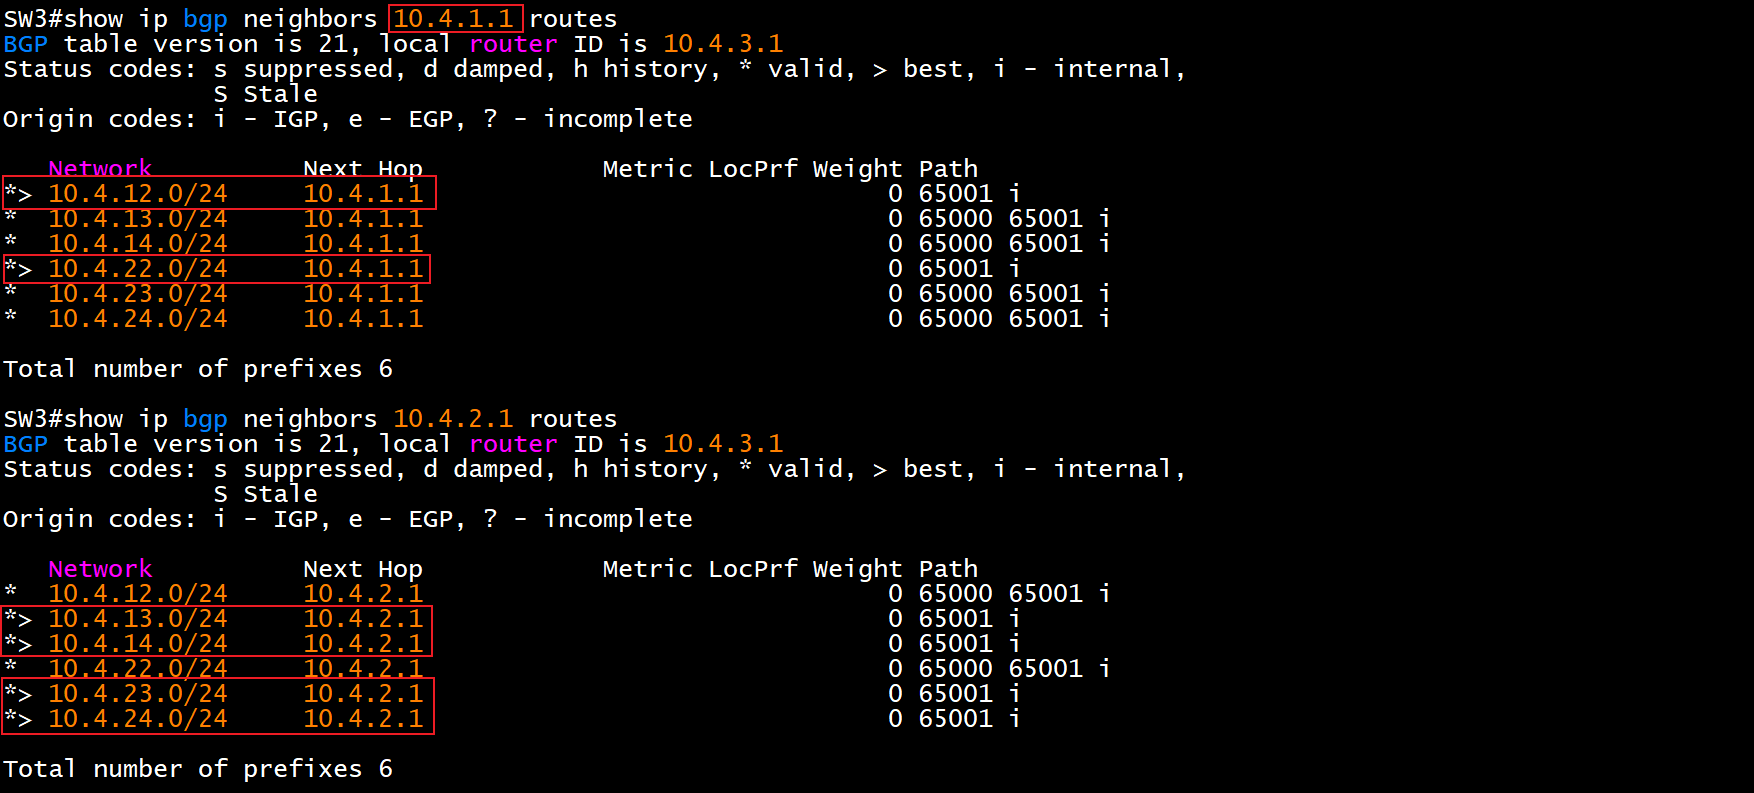 SW3#show ip bgp neighbors 10.4.1.1 routes
BGP table version is 21, local router ID is 10.4.3.1
Status codes: s suppressed, d damped, h history, * valid, > best, i - internal,
              S Stale
Origin codes: i - IGP, e - EGP, ? - incomplete

   Network          Next Hop            Metric LocPrf Weight Path
*> 10.4.12.0/24     10.4.1.1                               0 65001 i
*  10.4.13.0/24     10.4.1.1                               0 65000 65001 i
*  10.4.14.0/24     10.4.1.1                               0 65000 65001 i
*> 10.4.22.0/24     10.4.1.1                               0 65001 i
*  10.4.23.0/24     10.4.1.1                               0 65000 65001 i
*  10.4.24.0/24     10.4.1.1                               0 65000 65001 i

Total number of prefixes 6

SW3#show ip bgp neighbors 10.4.2.1 routes
BGP table version is 21, local router ID is 10.4.3.1
Status codes: s suppressed, d damped, h history, * valid, > best, i - internal,
              S Stale
Origin codes: i - IGP, e - EGP, ? - incomplete

   Network          Next Hop            Metric LocPrf Weight Path
*  10.4.12.0/24     10.4.2.1                               0 65000 65001 i
*> 10.4.13.0/24     10.4.2.1                               0 65001 i
*> 10.4.14.0/24     10.4.2.1                               0 65001 i
*  10.4.22.0/24     10.4.2.1                               0 65000 65001 i
*> 10.4.23.0/24     10.4.2.1                               0 65001 i
*> 10.4.24.0/24     10.4.2.1                               0 65001 i

Total number of prefixes 6